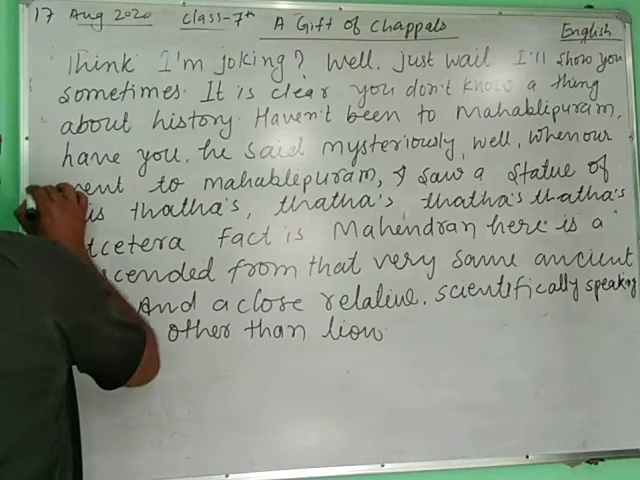 17 Aug 2020 Class-7th A Gift of Chappals English
Think I'm joking? Well. just wail I'll show you
sometimes. It is clear you don't know a thing
about history. Haven't been to Mahablipuram,
have you. he said mysteriously, well, when our
went to mahablepuram, I saw a statue of
is thatha's, thatha's thatha's thatha's
tcetera fact is Mahendran here is a
cended from that very same ancient
And a close relative. scientifically speaking
other than lion